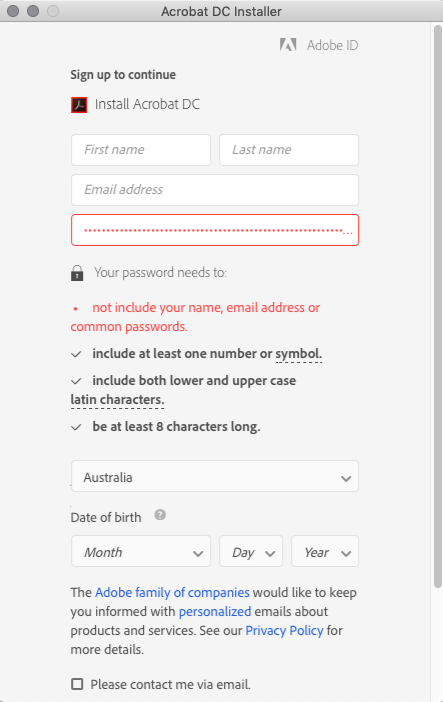 Acrobat DC Installer
Adobe ID
Sign up to continue
Install Acrobat DC
First name
Last name
Email address
Your password needs to:
• not include your name, email address or
common passwords.
include at least one number or symbol.
include both lower and upper case
latin characters.
be at least 8 characters long.
Australia
Date of birth ?
Month
Day
Year
The Adobe family of companies would like to keep
you informed with personalized emails about
products and services. See our Privacy Policy for
more details.
Please contact me via email.